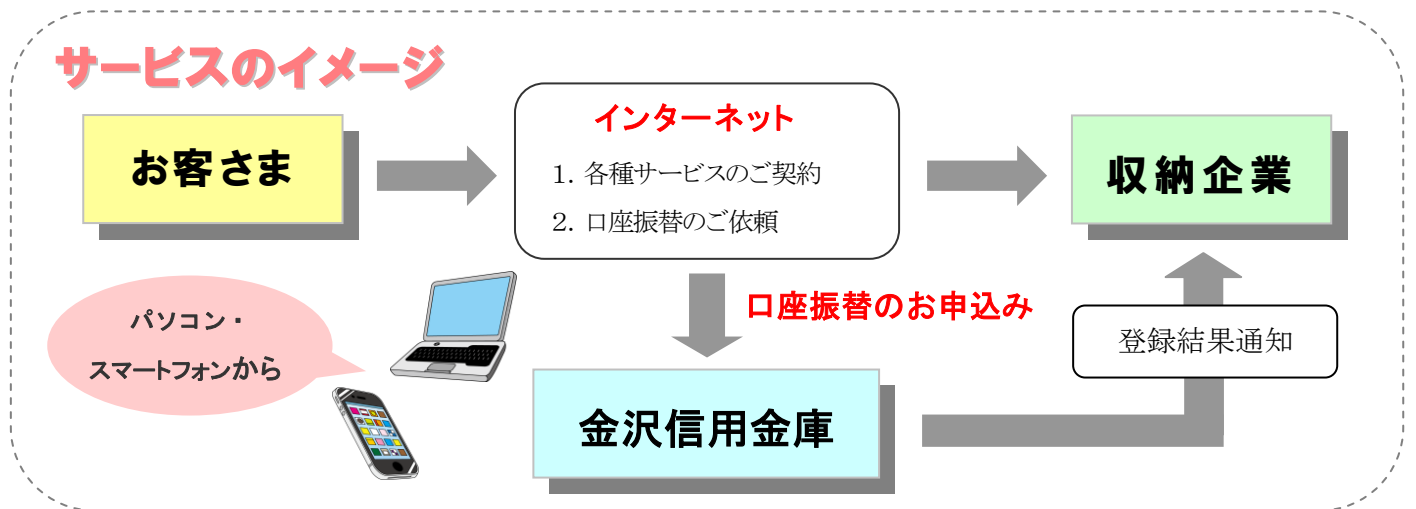 サービスのイメージ
お客さま
インターネット
1. 各種サービスのご契約
2. 口座振替のご依頼
収納企業
パソコン・
スマートフォンから
口座振替のお申込み
登録結果通知
金沢信用金庫